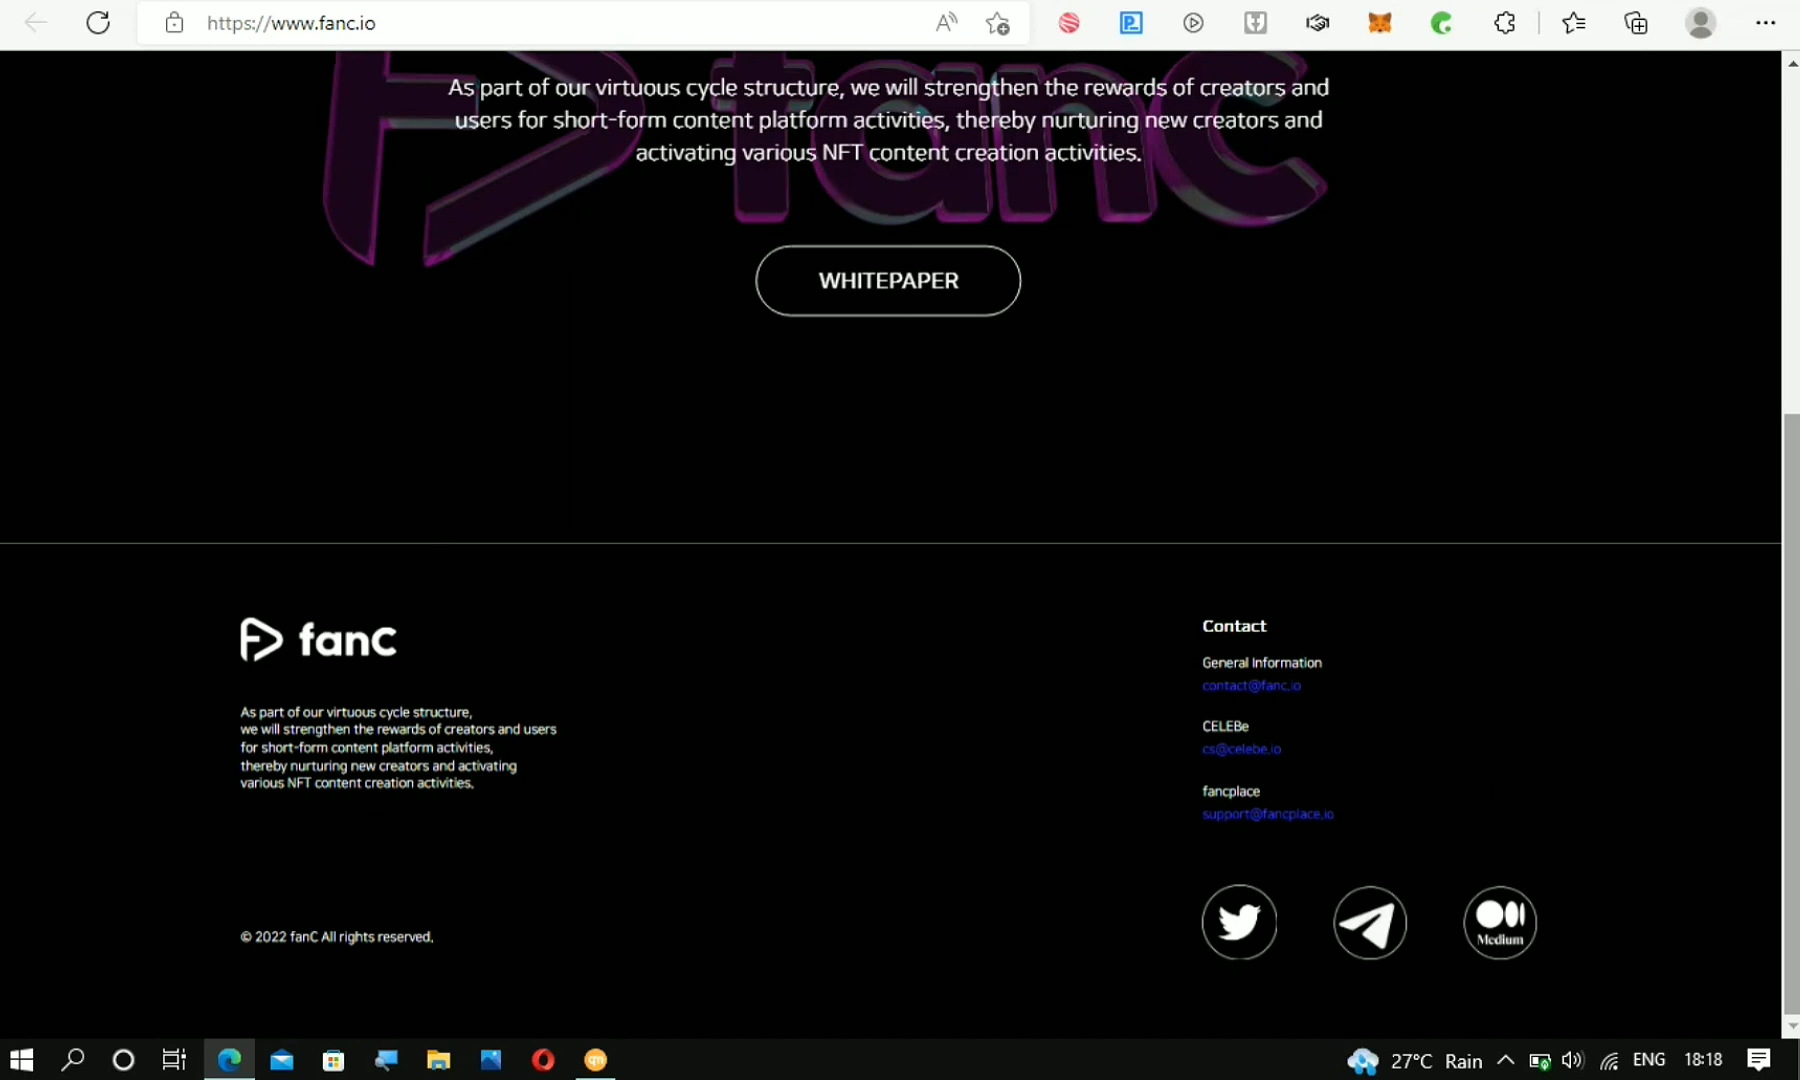 https://www.fanc.io
fanc
As part of our virtuous cycle structure, we will strengthen the rewards of creators and
users for short-form content platform activities, thereby nurturing new creators and
activating various NFT content creation activities.
WHITEPAPER
fanC
As part of our virtuous cycle structure,
we will strengthen the rewards of creators and users
for short-form content platform activities,
thereby nurturing new creators and activating
various NFT content creation activities.
© 2022 fanC All rights reserved.
Contact
General Information
contact@fanc.io
CELEBe
cs@celebe.io
fancplace
support@fancplace.io
Medium
27°C Rain
ENG
18:18